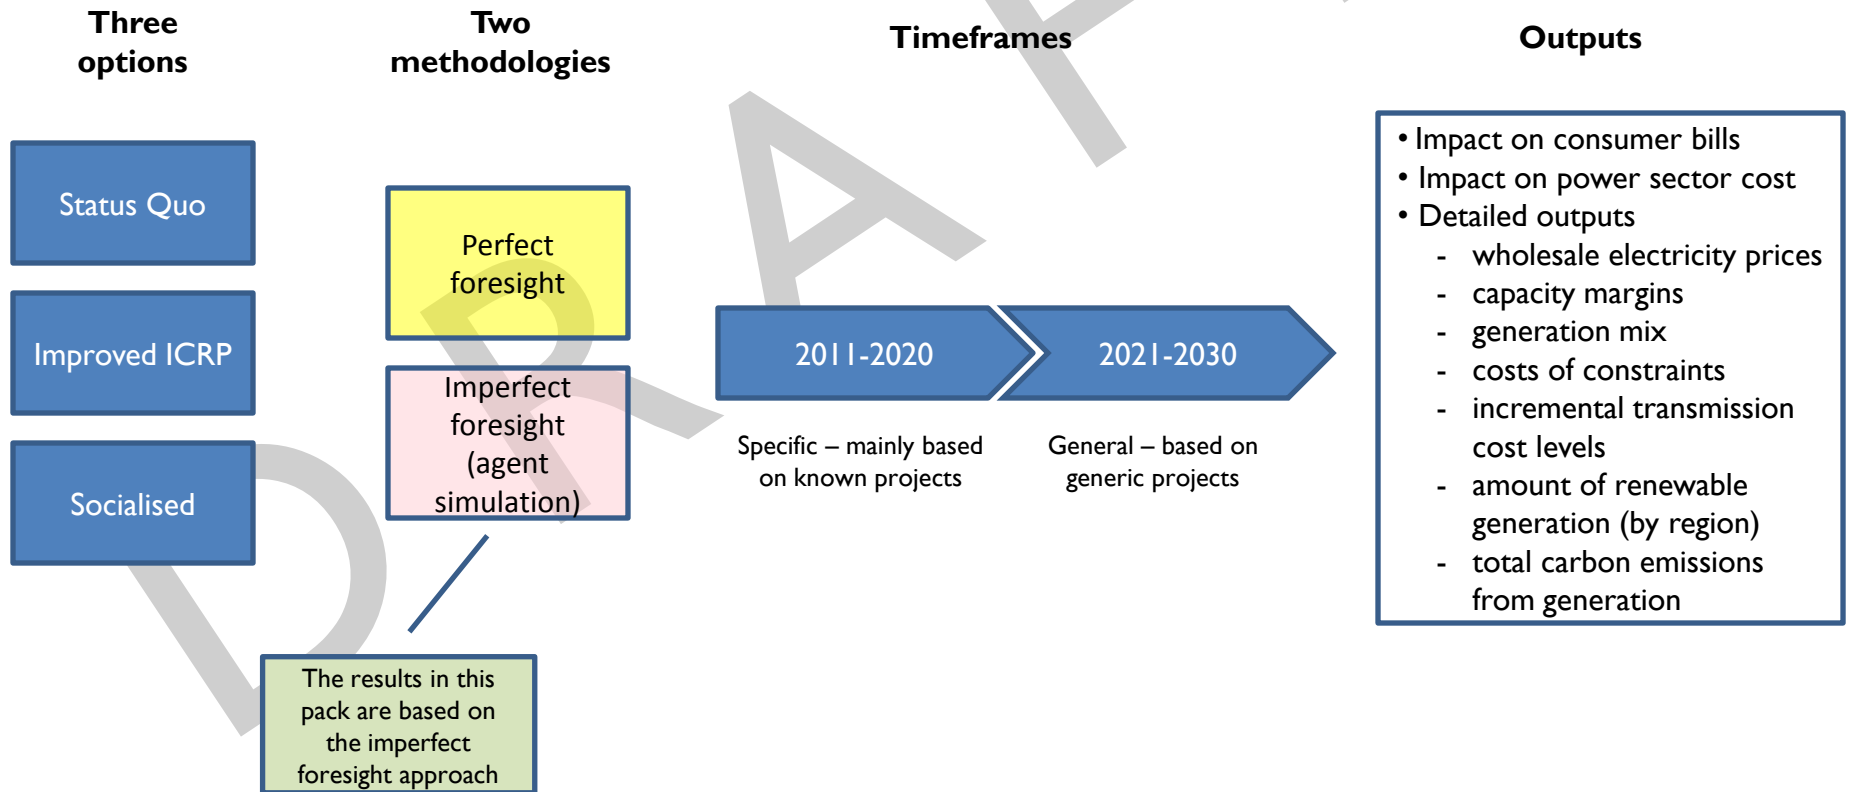 Three
options
Two
methodologies
Timeframes
Outputs
Status Quo
Improved ICRP
Socialised
Perfect
foresight
Imperfect
foresight
(agent
simulation)
The results in this
pack are based on
the imperfect
foresight approach
2011-2020
2021-2030
Specific – mainly based
on known projects
General – based on
generic projects
• Impact on consumer bills
• Impact on power sector cost
• Detailed outputs
- wholesale electricity prices
- capacity margins
- generation mix
- costs of constraints
- incremental transmission
cost levels
- amount of renewable
generation (by region)
- total carbon emissions
from generation
D R A F